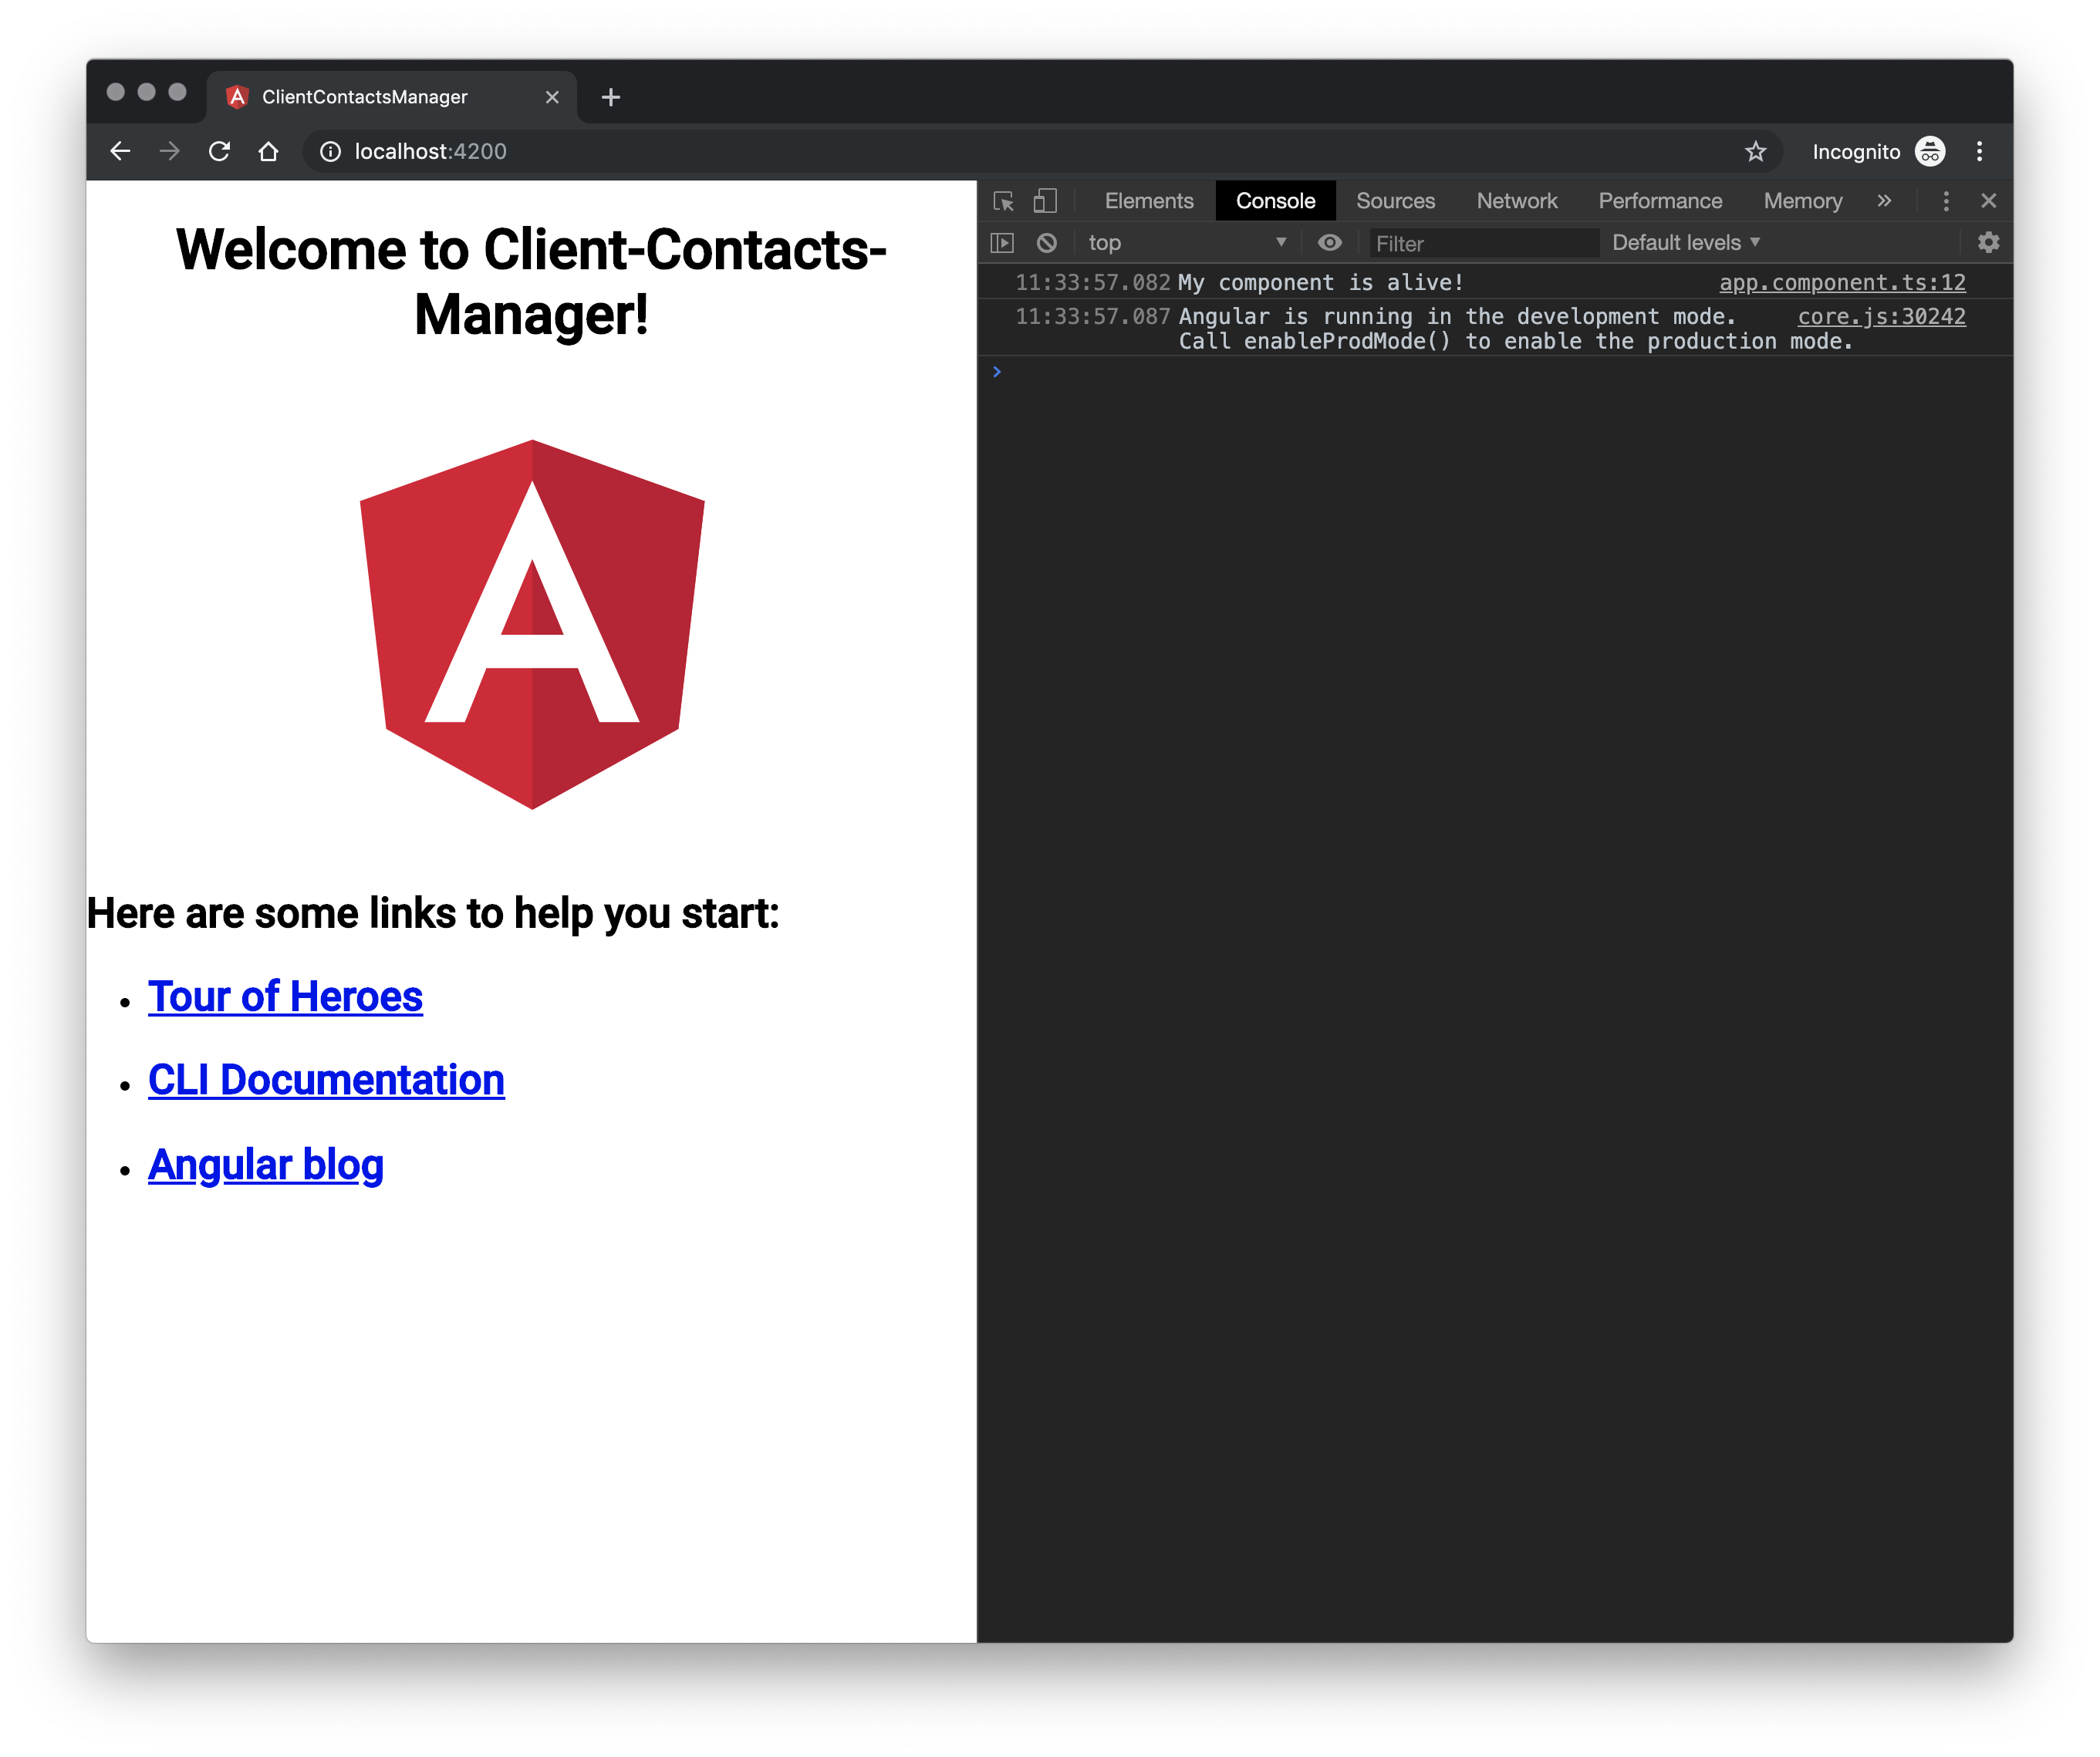 ClientContactsManager
localhost:4200
Incognito
Welcome to Client-Contacts-
Manager!
Here are some links to help you start:
Tour of Heroes
CLI Documentation
Angular blog
Elements Console Sources Network Performance Memory
top Filter Default levels
11:33:57.082 My component is alive! app.component.ts:12
11:33:57.087 Angular is running in the development mode. core.js:30242
Call enableProdMode() to enable the production mode.